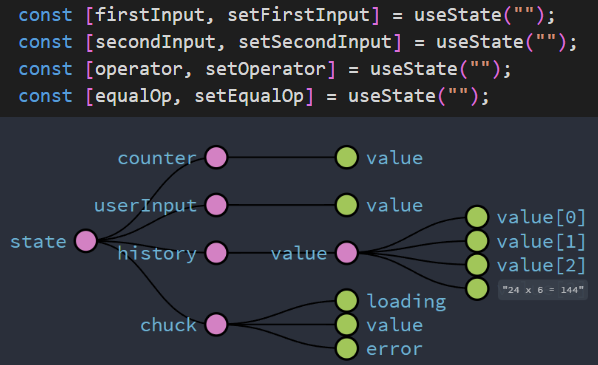 const [firstInput, setFirstInput] = useState("");
const [secondInput, setSecondInput] = useState("");
const [operator, setOperator] = useState("");
const [equalOp, setEqualOp] = useState("");
counter value
userInput value
value[0]
state value[1]
history value
value[2]
"24 x 6 = 144"
loading
chuck value
error